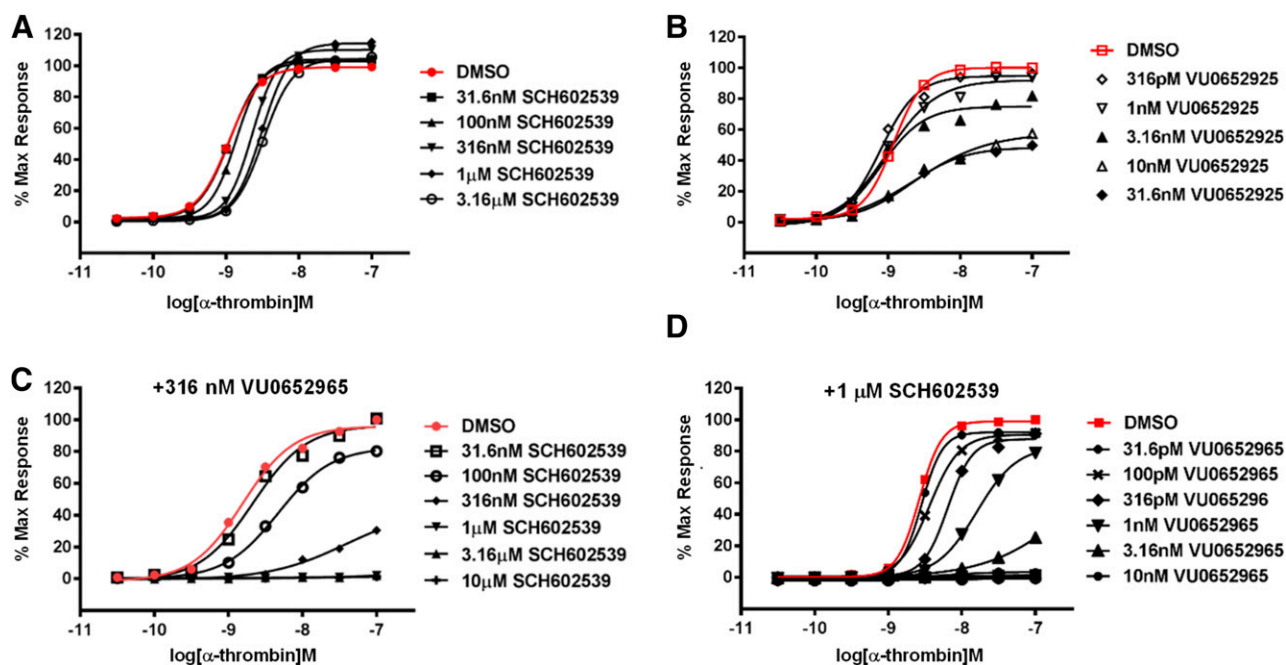 A
120
100
80
60
40
20
0
% Max Response
-11
-10
-9
-8
-7
log[α-thrombin]M
DMSO
31.6nM SCH602539
100nM SCH602539
316nM SCH602539
1μM SCH602539
3.16μM SCH602539
B
120
100
80
60
40
20
0
% Max Response
-11
-10
-9
-8
-7
log[α-thrombin]M
DMSO
316pM VU0652925
1nM VU0652925
3.16nM VU0652925
10nM VU0652925
31.6nM VU0652925
C
+316 nM VU0652965
120
100
80
60
40
20
0
% Max Response
-11
-10
-9
-8
-7
log[α-thrombin]M
DMSO
31.6nM SCH602539
100nM SCH602539
316nM SCH602539
1μM SCH602539
3.16μM SCH602539
10μM SCH602539
D
+1 μM SCH602539
120
100
80
60
40
20
0
% Max Response
-11
-10
-9
-8
-7
log[α-thrombin]M
DMSO
31.6pM VU0652965
100pM VU0652965
316pM VU065296
1nM VU0652965
3.16nM VU0652965
10nM VU0652965